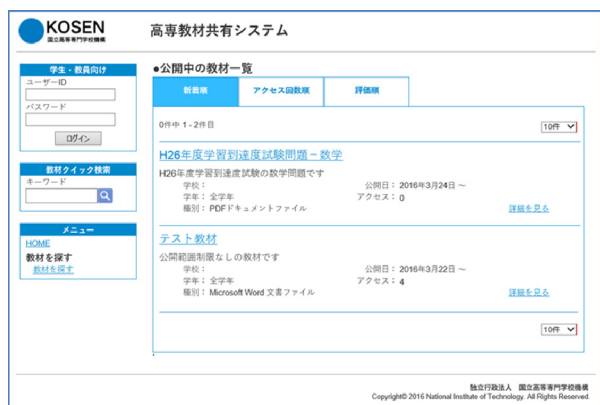 KOSEN
国立高等専門学校機構
高専教材共有システム
学生・教員向け
ユーザーID
パスワード
ログイン
教材クイック検索
キーワード
メニュー
HOME
教材を探す
教材を探す
●公開中の教材一覧
新着順 アクセス回数順 評価順
0件中 1 - 2件目
10件
H26年度学習到達度試験問題－数学
H26年度学習到達度試験の数学問題です
学校： 公開日：2016年3月24日 ～
学年：全学年 アクセス：0
種別：PDFドキュメントファイル 詳細を見る
テスト教材
公開範囲制限なしの教材です
学校： 公開日：2016年3月22日 ～
学年：全学年 アクセス：4
種別：Microsoft Word 文書ファイル 詳細を見る
10件
独立行政法人 国立高等専門学校機構
Copyright© 2016 National Institute of Technology. All Rights Reserved.